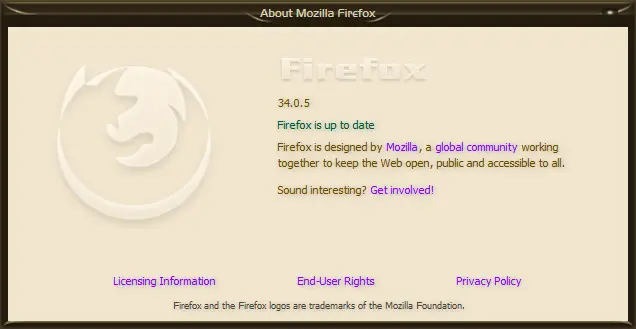 About Mozilla Firefox
Firefox
34.0.5
Firefox is up to date
Firefox is designed by Mozilla, a global community working
together to keep the Web open, public and accessible to all.
Sound interesting? Get involved!
Licensing Information End-User Rights Privacy Policy
Firefox and the Firefox logos are trademarks of the Mozilla Foundation.